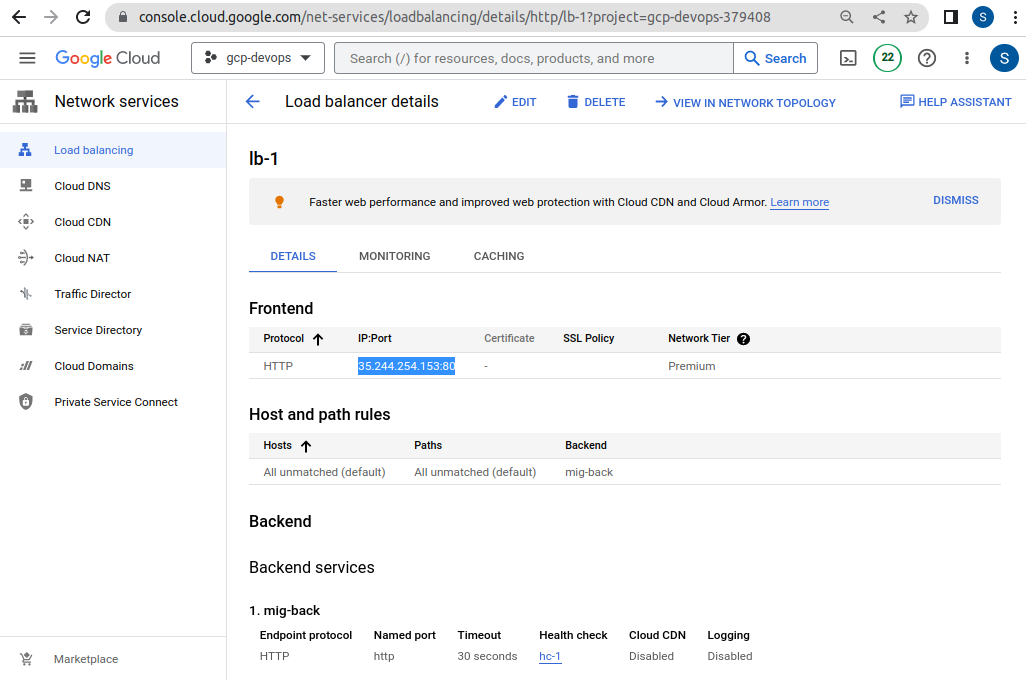 console.cloud.google.com/net-services/loadbalancing/details/http/lb-1?project=gcp-devops-379408
S
Google Cloud
gcp-devops
Search (/) for resources, docs, products, and more
Search
22
S
Network services
Load balancer details
EDIT
DELETE
VIEW IN NETWORK TOPOLOGY
HELP ASSISTANT
Load balancing
Cloud DNS
Cloud CDN
Cloud NAT
Traffic Director
Service Directory
Cloud Domains
Private Service Connect
Marketplace
lb-1
Faster web performance and improved web protection with Cloud CDN and Cloud Armor. Learn more
DISMISS
DETAILS MONITORING CACHING
Frontend
Protocol IP:Port Certificate SSL Policy Network Tier ?
HTTP 35.244.254.153:80 - Premium
Host and path rules
Hosts Paths Backend
All unmatched (default) All unmatched (default) mig-back
Backend
Backend services
1. mig-back
Endpoint protocol Named port Timeout Health check Cloud CDN Logging
HTTP http 30 seconds hc-1 Disabled Disabled